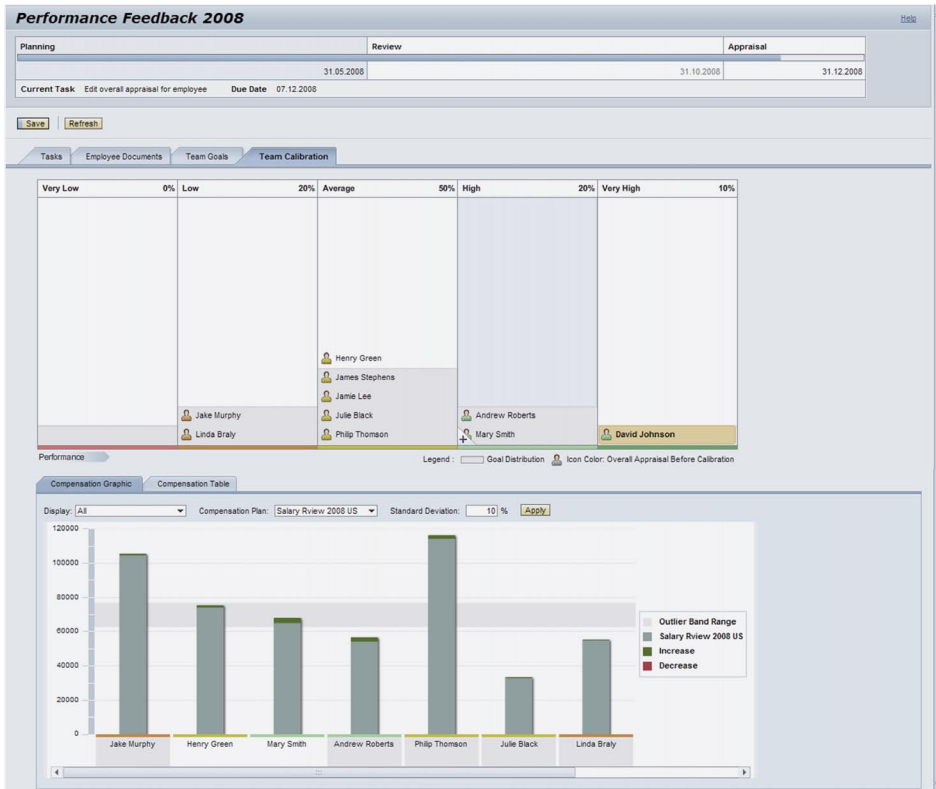 Performance Feedback 2008
Help
Planning Review Appraisal
31.05.2008 31.10.2008 31.12.2008
Current Task Edit overall appraisal for employee Due Date 07.12.2008
Save Refresh
Tasks Employee Documents Team Goals Team Calibration
Very Low 0% Low 20% Average 50% High 20% Very High 10%
Henry Green
James Stephens
Jamie Lee
Jake Murphy Julie Black Andrew Roberts
Linda Braly Philip Thomson Mary Smith David Johnson
Performance
Legend : Goal Distribution Icon Color: Overall Appraisal Before Calibration
Compensation Graphic Compensation Table
Display: All Compensation Plan: Salary Rview 2008 US Standard Deviation: 10 % Apply
120000
100000
80000
60000
40000
20000
0
Outlier Band Range
Salary Rview 2008 US
Increase
Decrease
Jake Murphy Henry Green Mary Smith Andrew Roberts Philip Thomson Julie Black Linda Braly